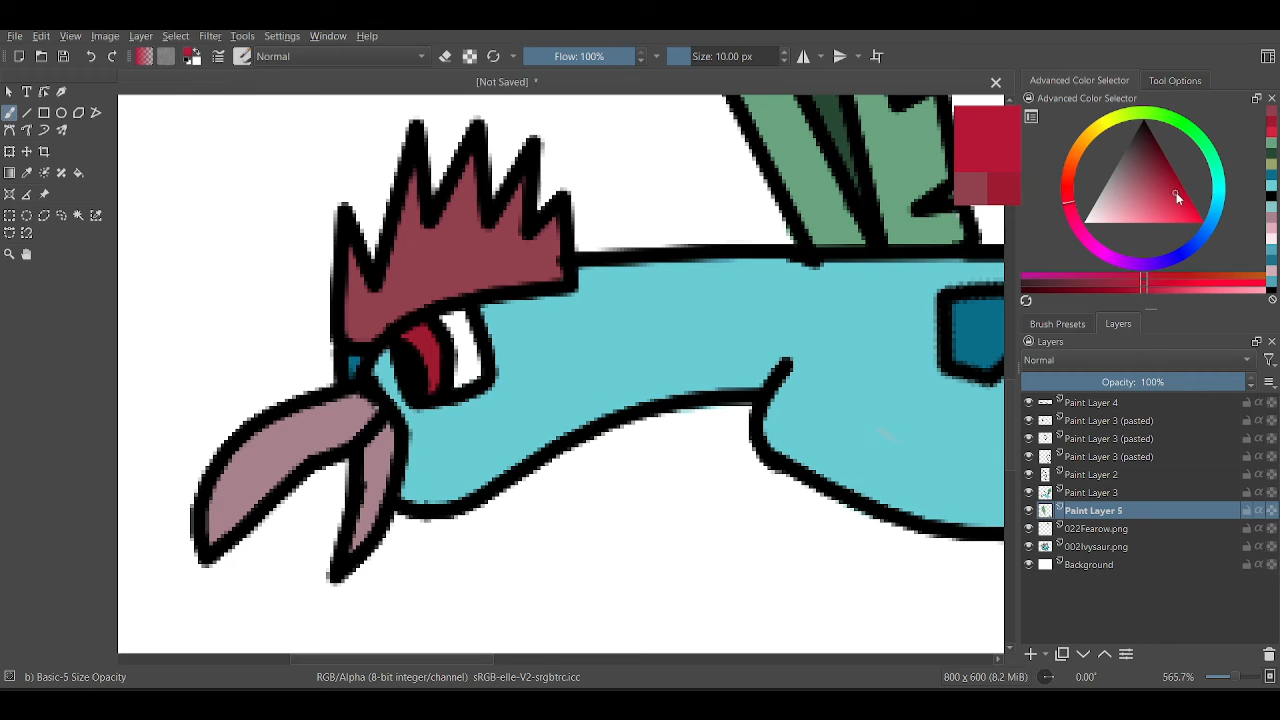 File Edit View Image Layer Select Filter Tools Settings Window Help
Normal Flow: 100% Size: 10.00 px
[Not Saved] *
Advanced Color Selector Tool Options
Advanced Color Selector
Brush Presets Layers
Layers
Normal
Opacity: 100%
Paint Layer 4
Paint Layer 3 (pasted)
Paint Layer 3 (pasted)
Paint Layer 3 (pasted)
Paint Layer 2
Paint Layer 3
Paint Layer 5
022Fearow.png
002Ivysaur.png
Background
b) Basic-5 Size Opacity RGB/Alpha (8-bit integer/channel) sRGB-elle-V2-srgbtrc.icc 800 x 600 (8.2 MiB) 0.00° 565.7%